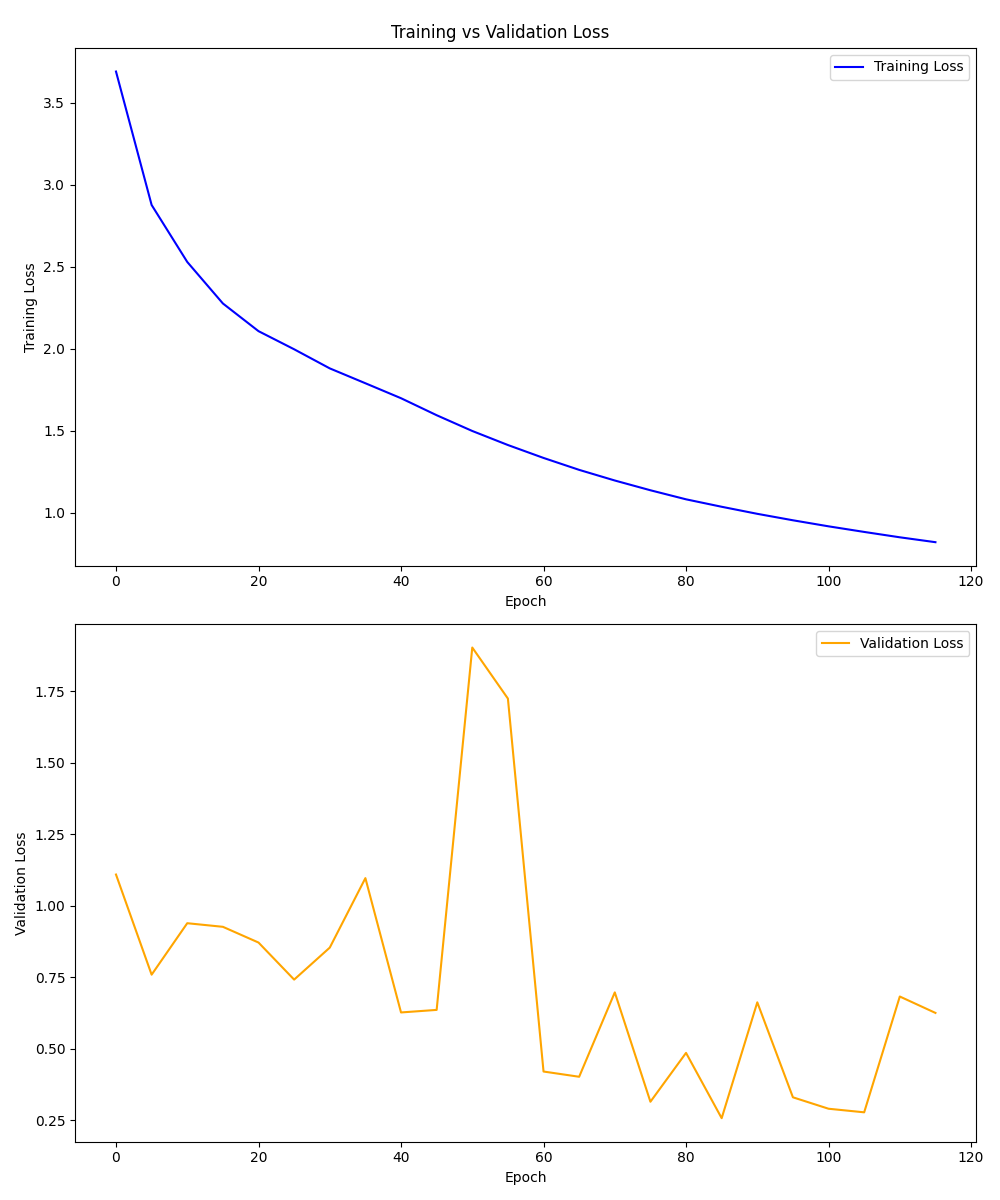 Training vs Validation Loss
Training Loss
3.5
3.0
2.5
2.0
1.5
1.0
Training Loss
0 20 40 60 80 100 120
Epoch
Validation Loss
1.75
1.50
1.25
1.00
0.75
0.50
0.25
Validation Loss
0 20 40 60 80 100 120
Epoch